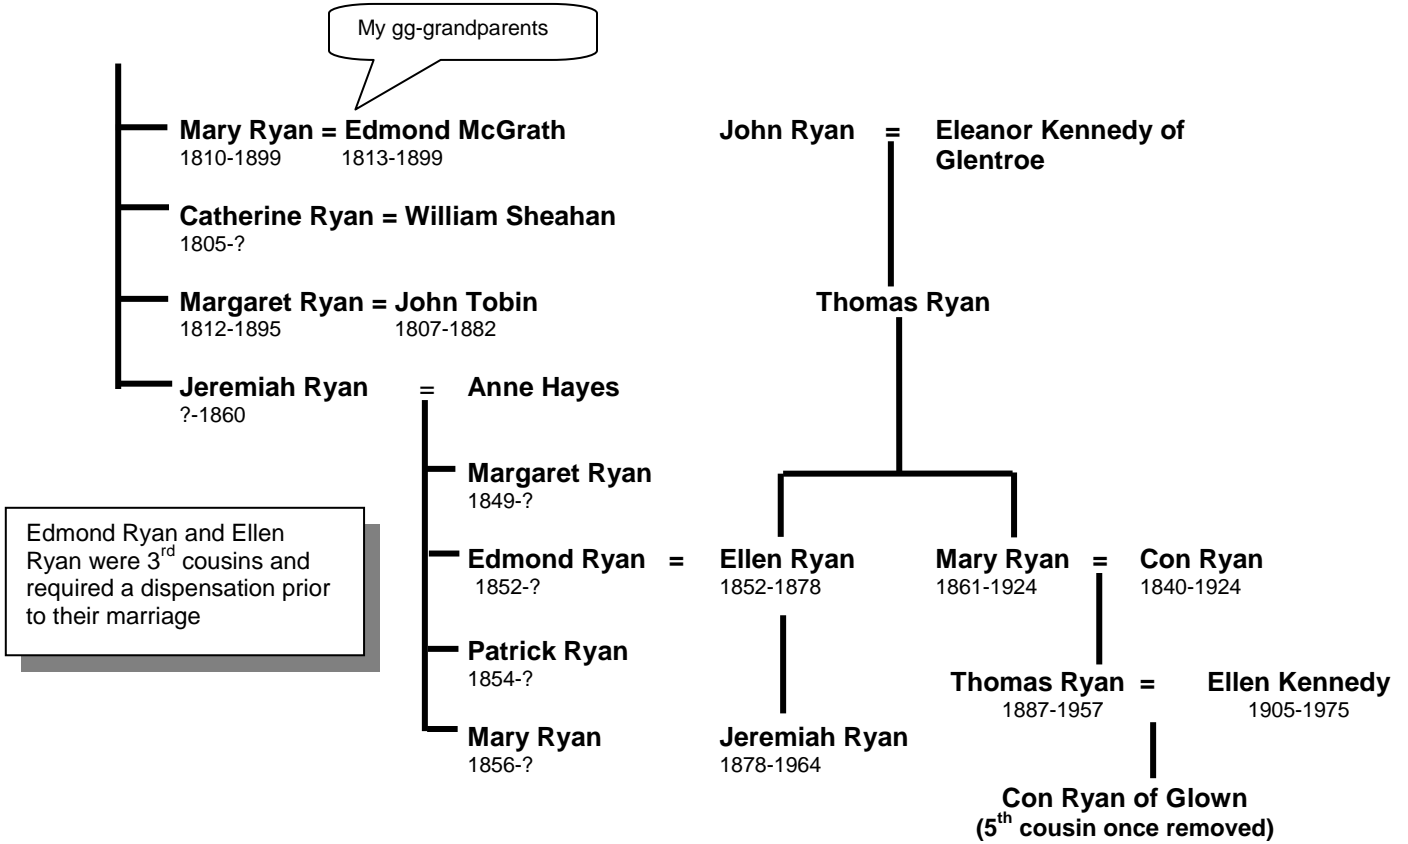 My gg-grandparents
Mary Ryan = Edmond McGrath
1810-1899 1813-1899
John Ryan = Eleanor Kennedy of
Glentroe
Catherine Ryan = William Sheahan
1805-?
Margaret Ryan = John Tobin
1812-1895 1807-1882
Thomas Ryan
Jeremiah Ryan = Anne Hayes
?-1860
Margaret Ryan
1849-?
Edmond Ryan and Ellen
Ryan were 3rd cousins and
required a dispensation prior
to their marriage
Edmond Ryan = Ellen Ryan
1852-? 1852-1878
Mary Ryan = Con Ryan
1861-1924 1840-1924
Patrick Ryan
1854-?
Thomas Ryan = Ellen Kennedy
1887-1957 1905-1975
Mary Ryan
1856-?
Jeremiah Ryan
1878-1964
Con Ryan of Glown
(5th cousin once removed)